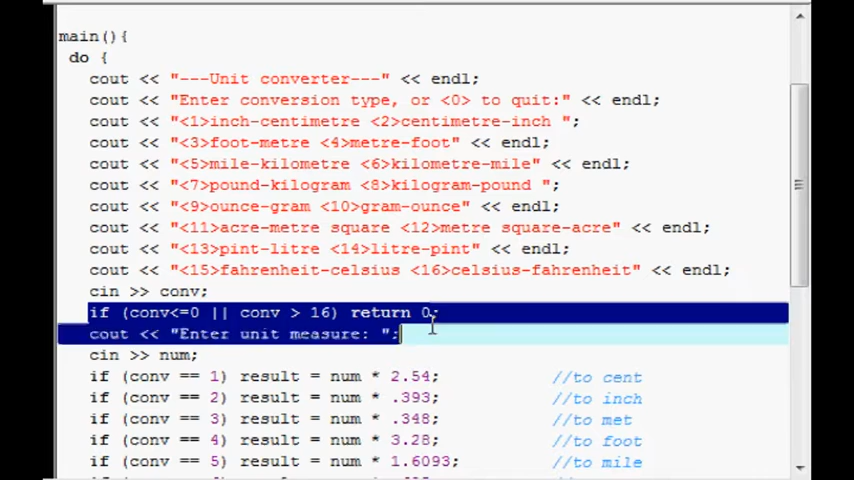 main(){
do {
cout << "---Unit converter---" << endl;
cout << "Enter conversion type, or <0> to quit:" << endl;
cout << "<1>inch-centimetre <2>centimetre-inch ";
cout << "<3>foot-metre <4>metre-foot" << endl;
cout << "<5>mile-kilometre <6>kilometre-mile" << endl;
cout << "<7>pound-kilogram <8>kilogram-pound ";
cout << "<9>ounce-gram <10>gram-ounce" << endl;
cout << "<11>acre-metre square <12>metre square-acre" << endl;
cout << "<13>pint-litre <14>litre-pint" << endl;
cout << "<15>fahrenheit-celsius <16>celsius-fahrenheit" << endl;
cin >> conv;
if (conv<=0 || conv > 16) return 0;
cout << "Enter unit measure: ";
cin >> num;
if (conv == 1) result = num * 2.54; //to cent
if (conv == 2) result = num * .393; //to inch
if (conv == 3) result = num * .348; //to met
if (conv == 4) result = num * 3.28; //to foot
if (conv == 5) result = num * 1.6093; //to mile